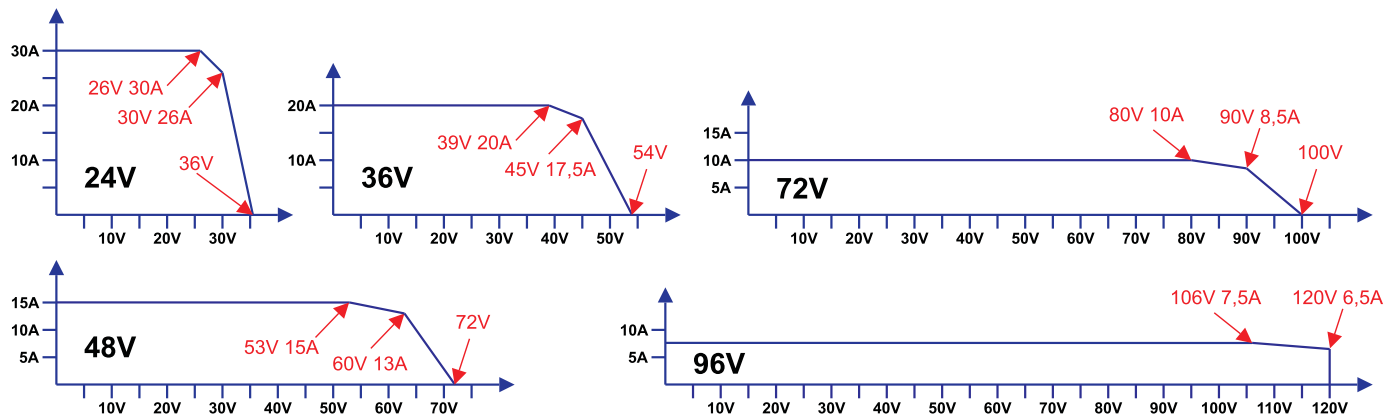 30A
20A
10A
26V 30A
30V 26A
36V
24V
10V 20V 30V
20A
10A
39V 20A
45V 17,5A
54V
36V
10V 20V 30V 40V 50V
15A
10A
5A
80V 10A
90V 8,5A
100V
72V
10V 20V 30V 40V 50V 60V 70V 80V 90V 100V
15A
10A
5A
53V 15A
60V 13A
72V
48V
10V 20V 30V 40V 50V 60V 70V
10A
5A
106V 7,5A
120V 6,5A
96V
10V 20V 30V 40V 50V 60V 70V 80V 90V 100V 110V 120V